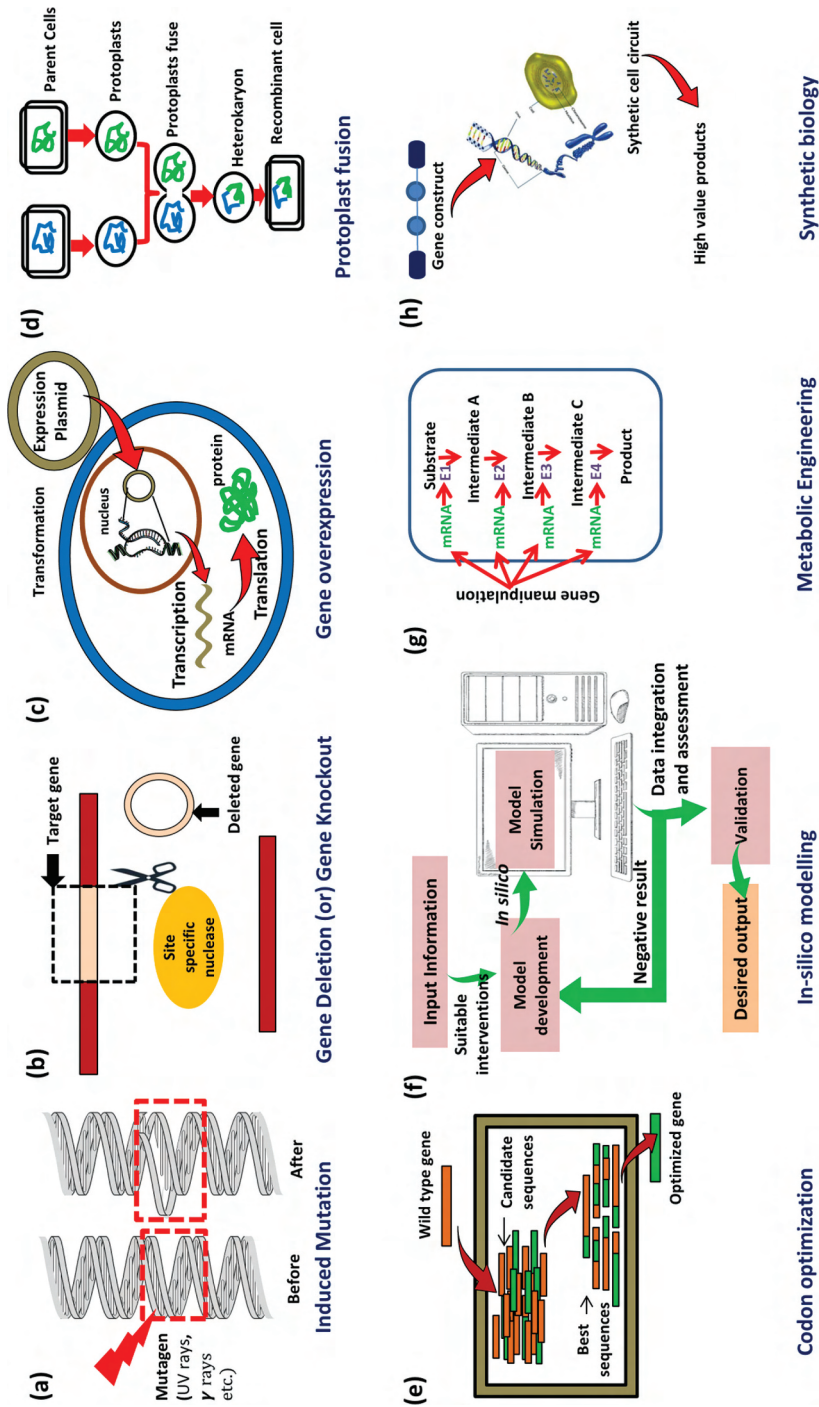 (a)
Mutagen
(UV rays,
γ rays
etc.)
Before
After
Induced Mutation
(b)
Target gene
Site
specific
nuclease
Deleted gene
Gene Deletion (or) Gene Knockout
(c)
Transformation
Expression
Plasmid
nucleus
Transcription
mRNA
Translation
protein
Gene overexpression
(d)
Parent Cells
Protoplasts
Protoplasts fuse
Heterokaryon
Recombinant cell
Protoplast fusion
(e)
Wild type gene
Candidate
sequences
Best
sequences
Optimized gene
Codon optimization
(f)
Input Information
Suitable
interventions
Model
development
In silico
Model
Simulation
Negative result
Data integration
and assessment
Validation
Desired output
In-silico modelling
(g)
Gene manipulation
Substrate
mRNA E1
Intermediate A
mRNA E2
Intermediate B
mRNA E3
Intermediate C
mRNA E4
Product
Metabolic Engineering
(h)
Gene construct
Sythetic cell circuit
High value products
Synthetic biology